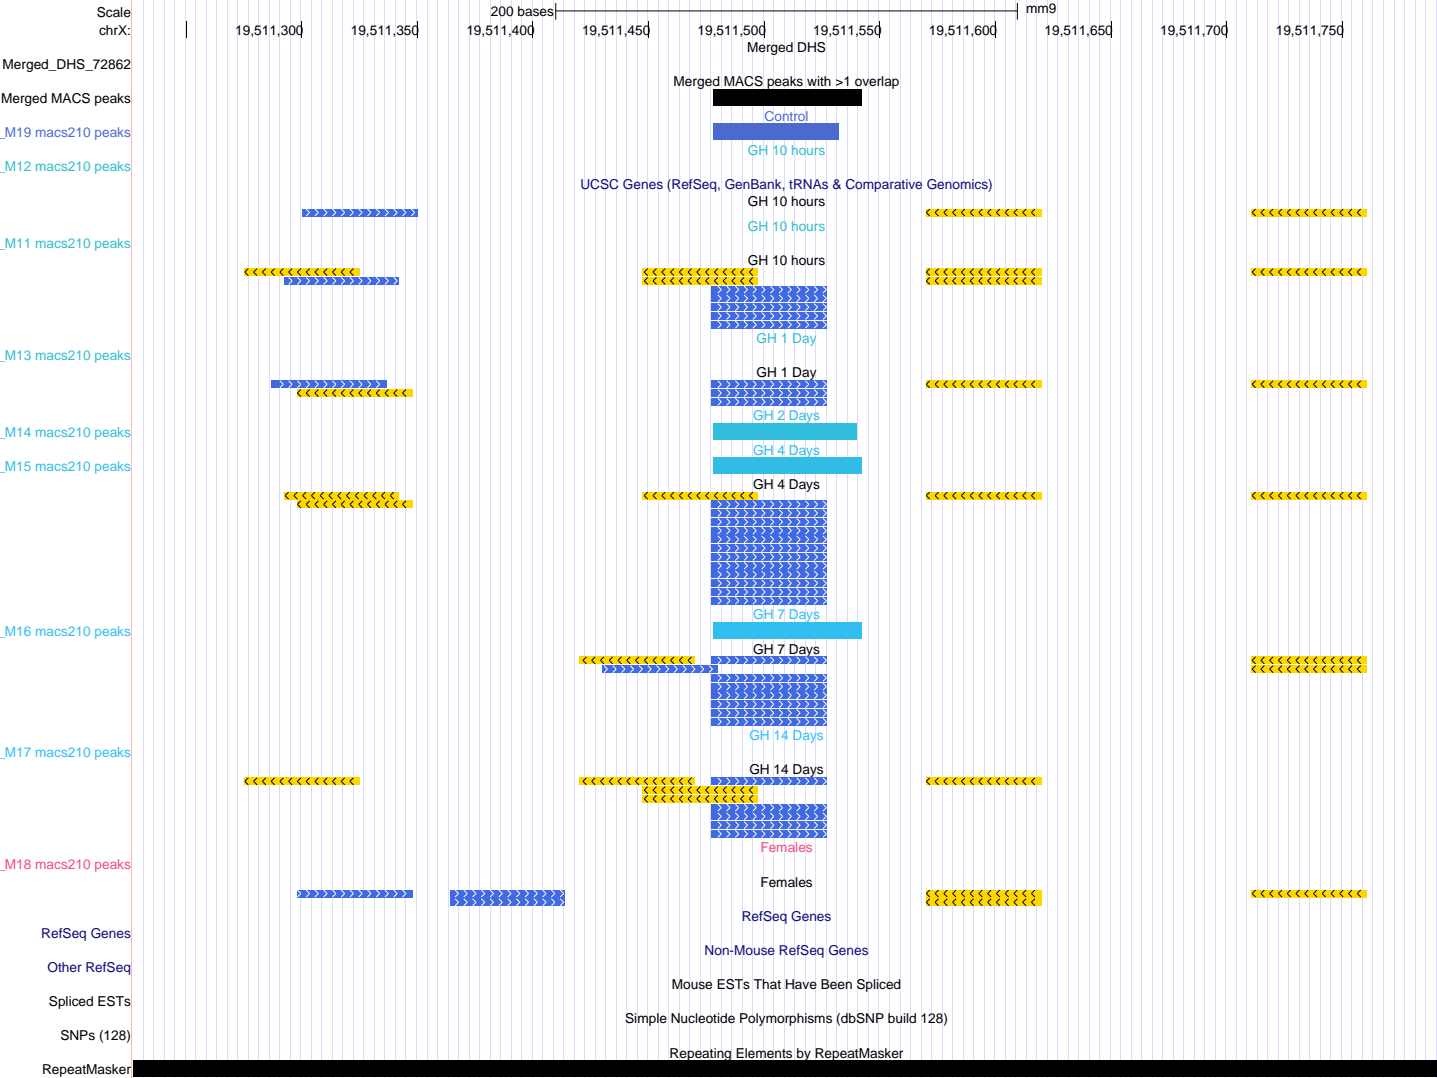 Scale 200 bases mm9
chrX: 19,511,300 19,511,350 19,511,400 19,511,450 19,511,500 19,511,550 19,511,600 19,511,650 19,511,700 19,511,750
Merged DHS
Merged_DHS_72862
Merged MACS peaks with >1 overlap
Merged MACS peaks
Control
_M19 macs210 peaks
GH 10 hours
_M12 macs210 peaks
UCSC Genes (RefSeq, GenBank, tRNAs & Comparative Genomics)
GH 10 hours
GH 10 hours
_M11 macs210 peaks
GH 10 hours
GH 1 Day
_M13 macs210 peaks
GH 1 Day
GH 2 Days
_M14 macs210 peaks
GH 4 Days
_M15 macs210 peaks
GH 4 Days
GH 7 Days
_M16 macs210 peaks
GH 7 Days
GH 14 Days
_M17 macs210 peaks
GH 14 Days
Females
_M18 macs210 peaks
Females
RefSeq Genes
RefSeq Genes
Non-Mouse RefSeq Genes
Other RefSeq
Mouse ESTs That Have Been Spliced
Spliced ESTs
Simple Nucleotide Polymorphisms (dbSNP build 128)
SNPs (128)
Repeating Elements by RepeatMasker
RepeatMasker